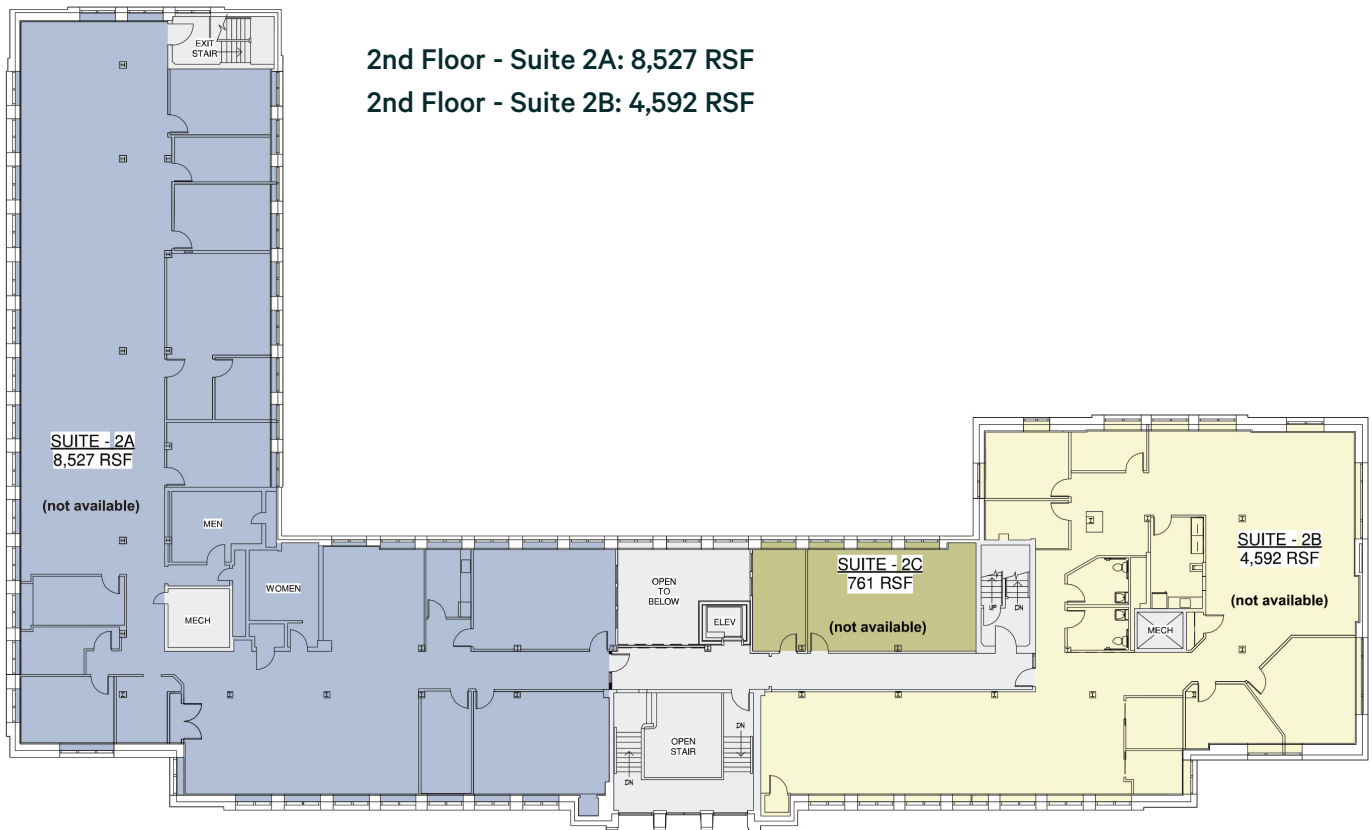 2nd Floor - Suite 2A: 8,527 RSF
2nd Floor - Suite 2B: 4,592 RSF
EXIT
STAIR
SUITE - 2A
8,527 RSF
(not available)
MEN
WOMEN
MECH
OPEN
TO
BELOW
ELEV
SUITE - 2C
761 RSF
(not available)
UP
DN
SUITE - 2B
4,592 RSF
(not available)
MECH
OPEN
STAIR
DN
DN